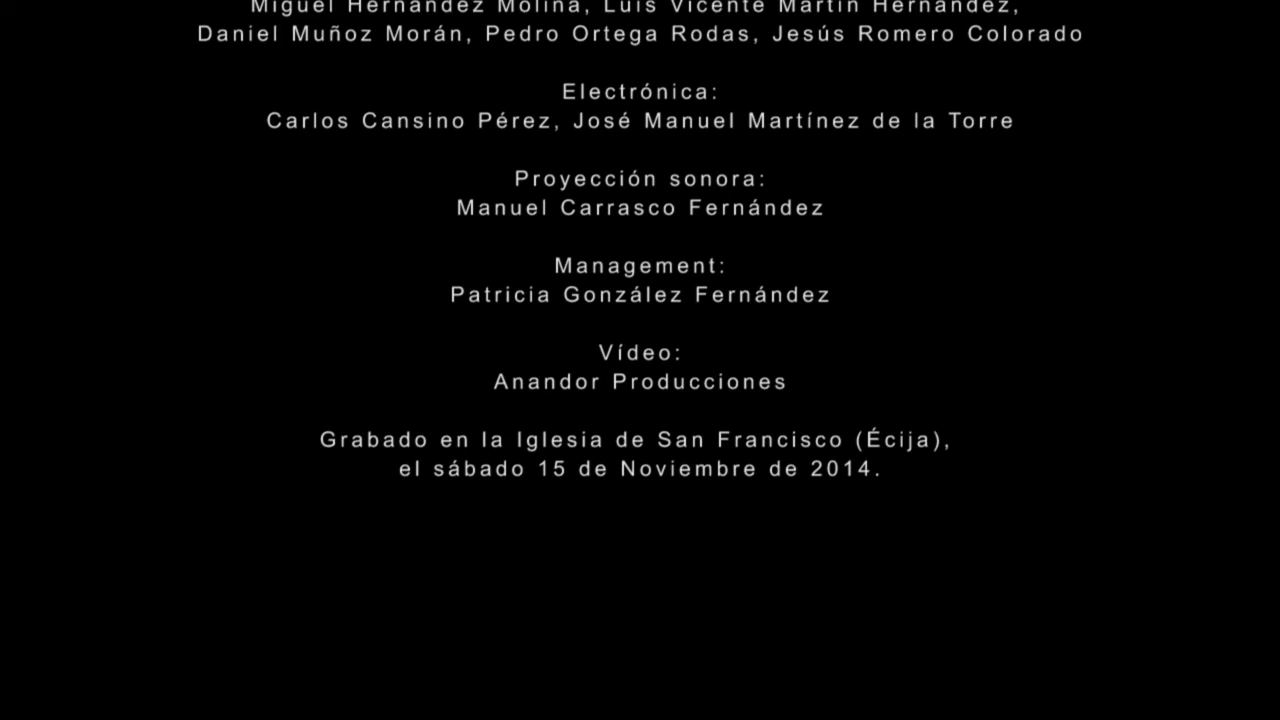 Miguel Hernández Molina, Luis Vicente Martín Hernández,
Daniel Muñoz Morán, Pedro Ortega Rodas, Jesús Romero Colorado
Electrónica:
Carlos Cansino Pérez, José Manuel Martínez de la Torre
Proyección sonora:
Manuel Carrasco Fernández
Management:
Patricia González Fernández
Vídeo:
Anandor Producciones
Grabado en la Iglesia de San Francisco (Écija),
el sábado 15 de Noviembre de 2014.